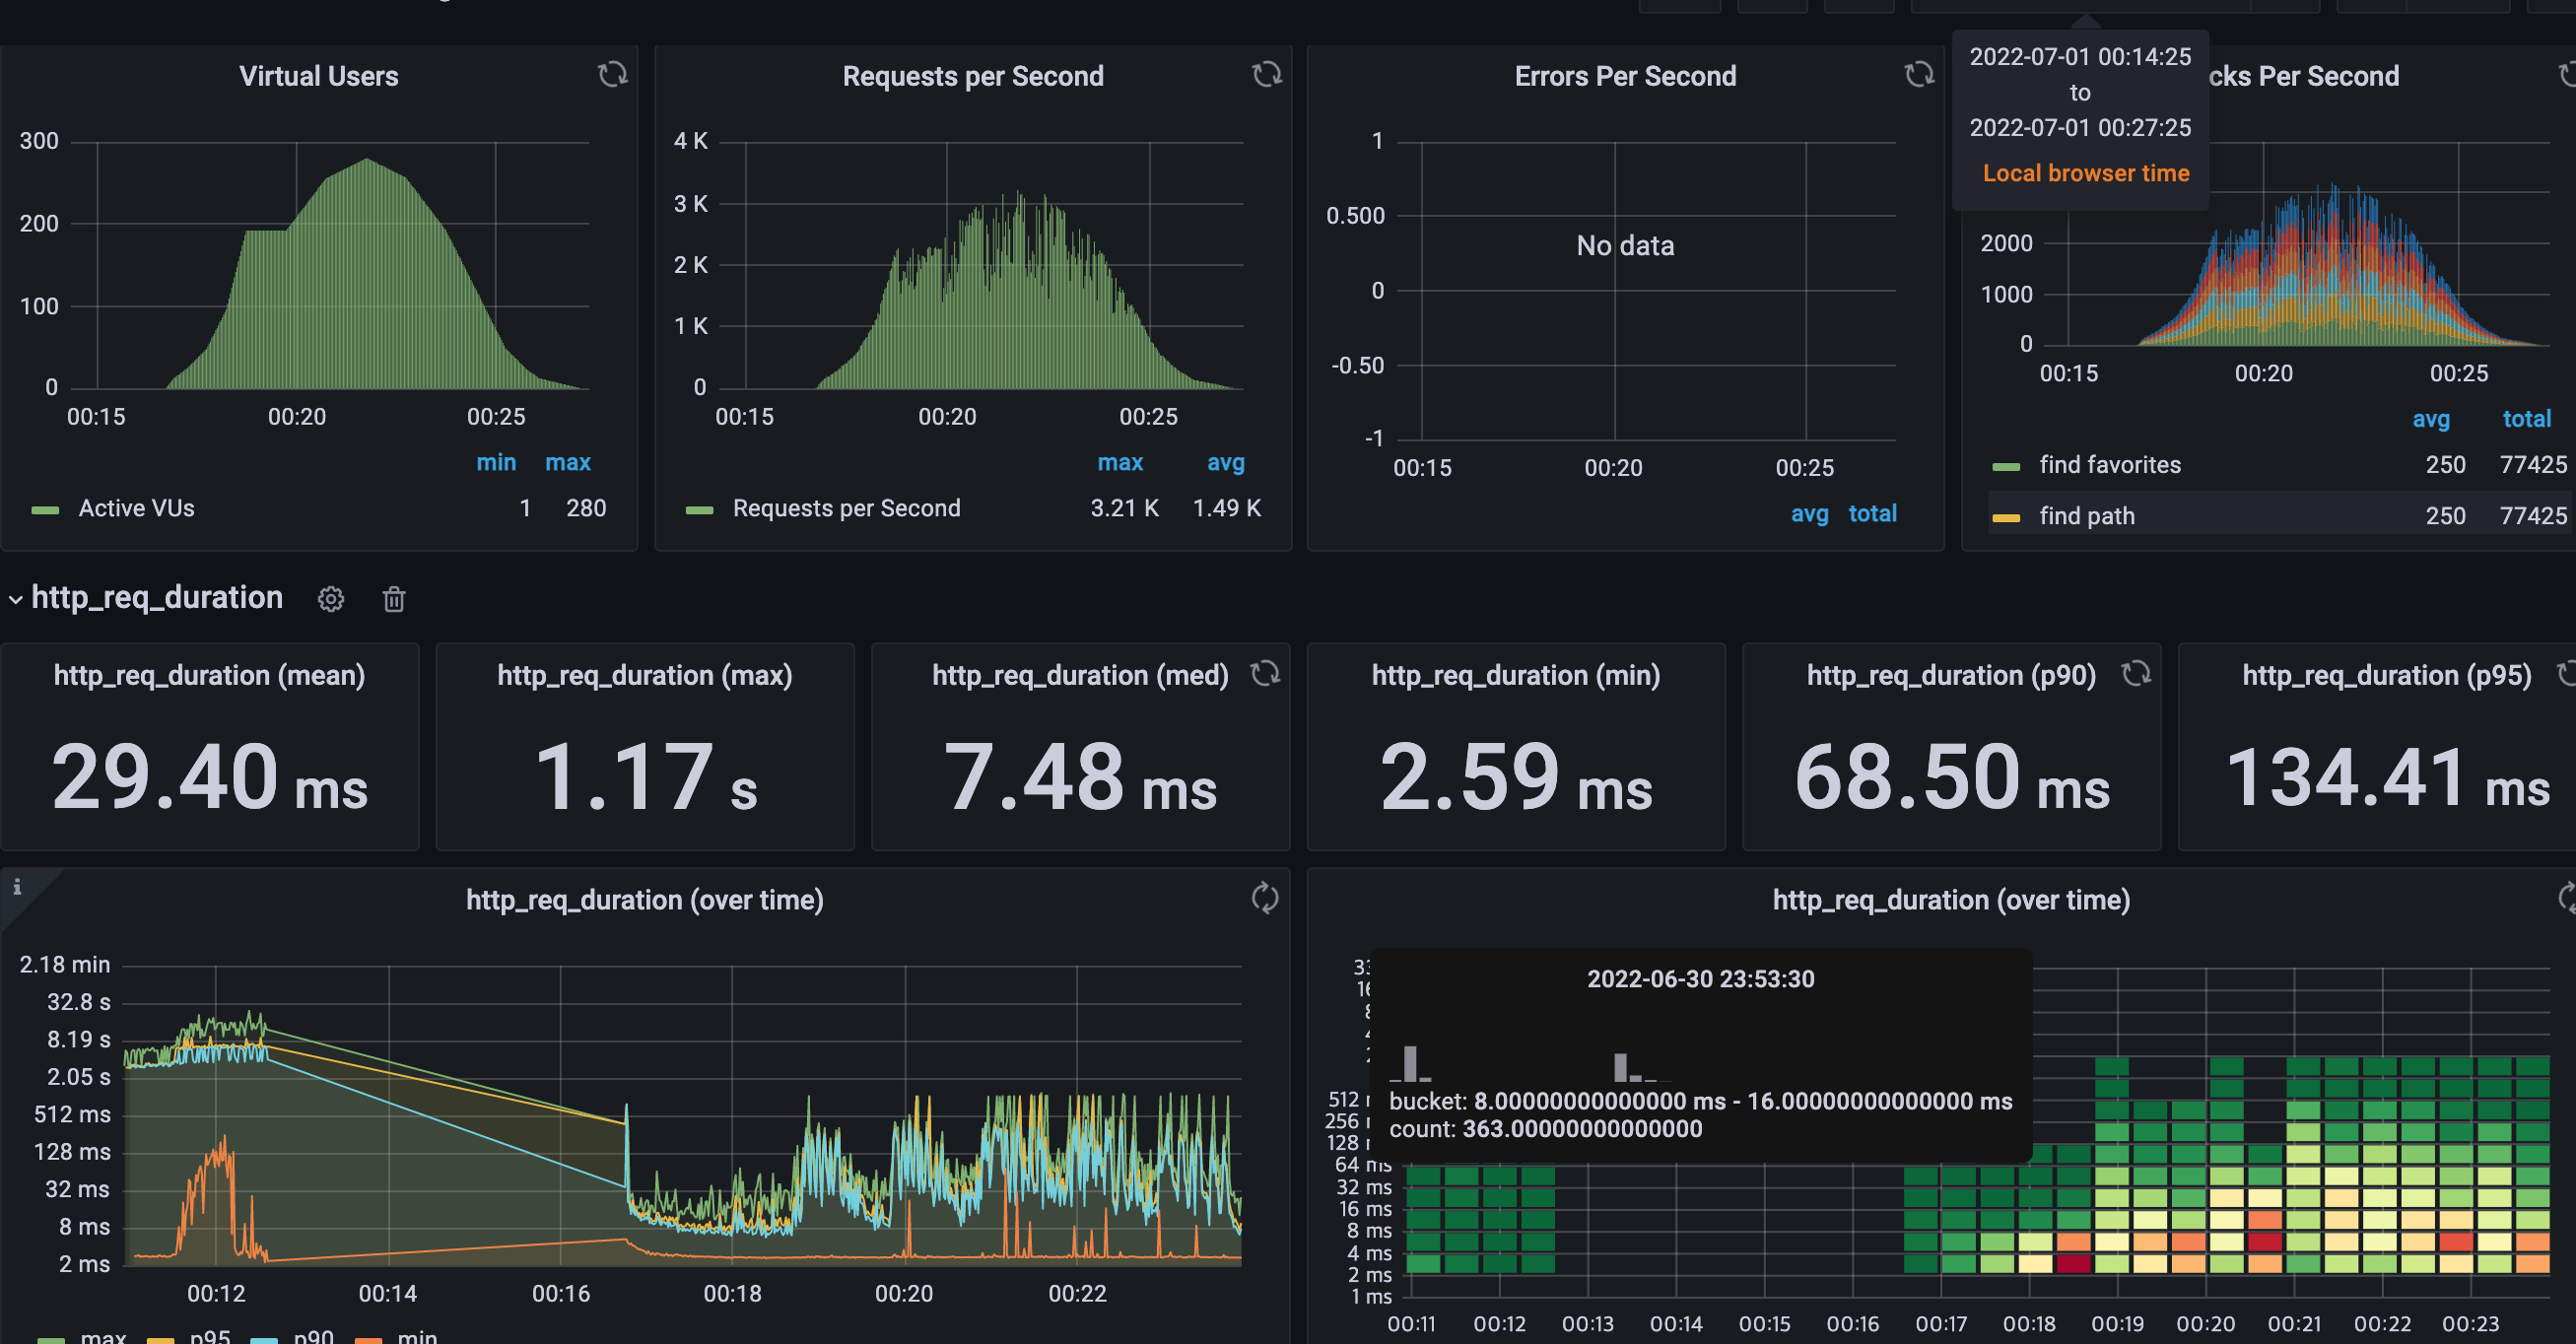 Virtual Users
300
200
100
0
00:15 00:20 00:25
min max
Active VUs 1 280
Requests per Second
4 K
3 K
2 K
1 K
0
00:15 00:20 00:25
max avg
Requests per Second 3.21 K 1.49 K
Errors Per Second
1
0.500
0
-0.50
-1
No data
00:15 00:20 00:25
avg total
2022-07-01 00:14:25
to
2022-07-01 00:27:25
Local browser time
cks Per Second
2000
1000
0
00:15 00:20 00:25
avg total
find favorites 250 77425
find path 250 77425
http_req_duration
http_req_duration (mean)
29.40 ms
http_req_duration (max)
1.17 s
http_req_duration (med)
7.48 ms
http_req_duration (min)
2.59 ms
http_req_duration (p90)
68.50 ms
http_req_duration (p95)
134.41 ms
http_req_duration (over time)
2.18 min
32.8 s
8.19 s
2.05 s
512 ms
128 ms
32 ms
8 ms
2 ms
00:12 00:14 00:16 00:18 00:20 00:22
max p95 p90 min
http_req_duration (over time)
2022-06-30 23:53:30
bucket: 8.00000000000000 ms - 16.00000000000000 ms
count: 363.00000000000000
512
256
128
64 ms
32 ms
16 ms
8 ms
4 ms
2 ms
1 ms
00:11 00:12 00:13 00:14 00:15 00:16 00:17 00:18 00:19 00:20 00:21 00:22 00:23